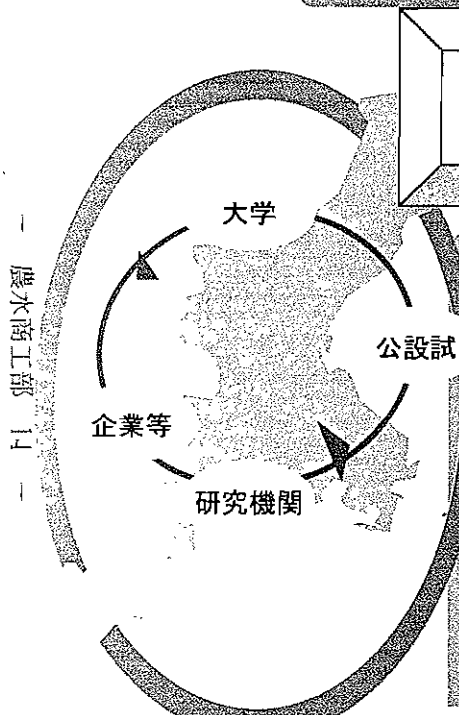 大学
公設試
企業等
研究機関
— 農水商工部 14 —